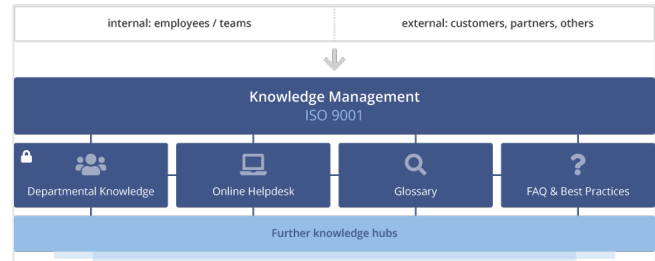 internal: employees / teams
external: customers, partners, others
Knowledge Management
ISO 9001
Departmental Knowledge
Online Helpdesk
Glossary
FAQ & Best Practices
Further knowledge hubs